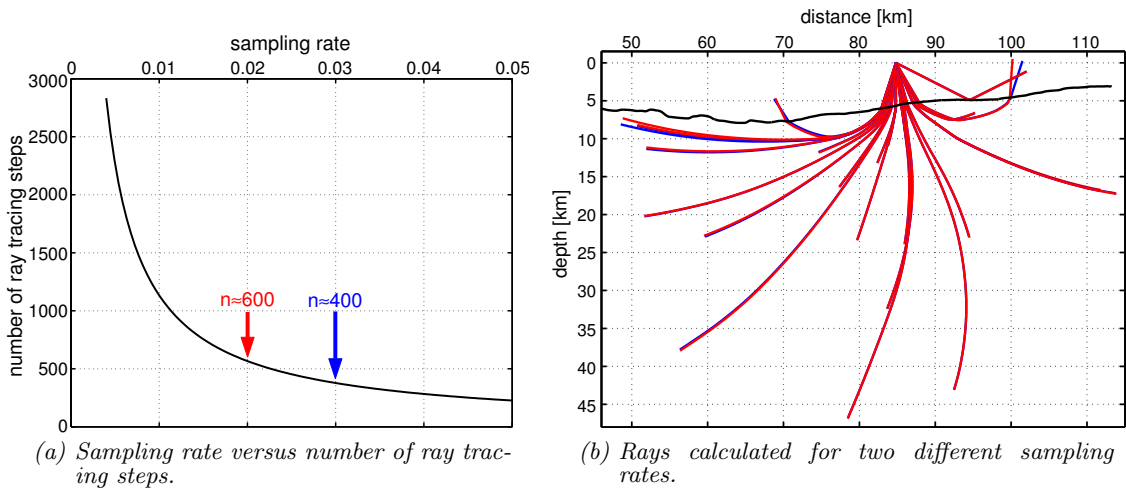 sampling rate
0 0.01 0.02 0.03 0.04 0.05
number of ray tracing steps
3000
2500
2000
1500
1000
500
0
n≈600
n≈400
(a) Sampling rate versus number of ray trac-
ing steps.
distance [km]
50 60 70 80 90 100 110
depth [km]
0
5
10
15
20
25
30
35
40
45
(b) Rays calculated for two different sampling
rates.